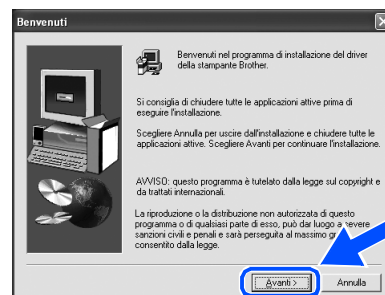 Benvenuti
Benvenuti nel programma di installazione del driver
della stampante Brother.
Si consiglia di chiudere tutte le applicazioni attive prima di
eseguire l'installazione.
Scegliere Annulla per uscire dall'installazione e chiudere tutte le
applicazioni attive. Scegliere Avanti per continuare l'installazione.
AVVISO: questo programma è tutelato dalla legge sul copyright e
da trattati internazionali.
La riproduzione o la distribuzione non autorizzata di questo
programma o di qualsiasi parte di esso, può dar luogo a severe
sanzioni civili e penali e sarà perseguita al massimo
consentito dalla legge.
Avanti >
Annulla